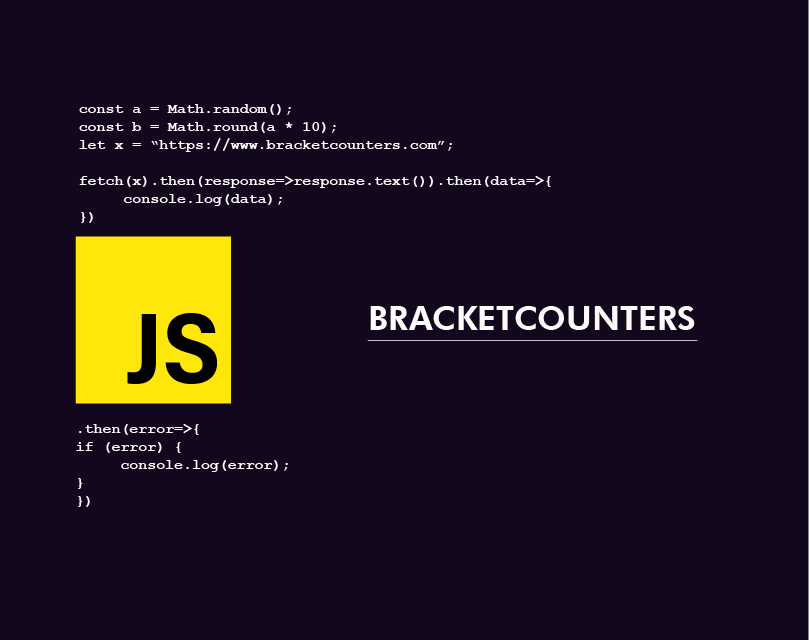 const a = Math.random();
const b = Math.round(a * 10);
let x = “https://www.bracketcounters.com”;
fetch(x).then(response=>response.text()).then(data=>{
console.log(data);
})
JS
BRACKETCOUNTERS
.then(error=>{
if (error) {
console.log(error);
}
})